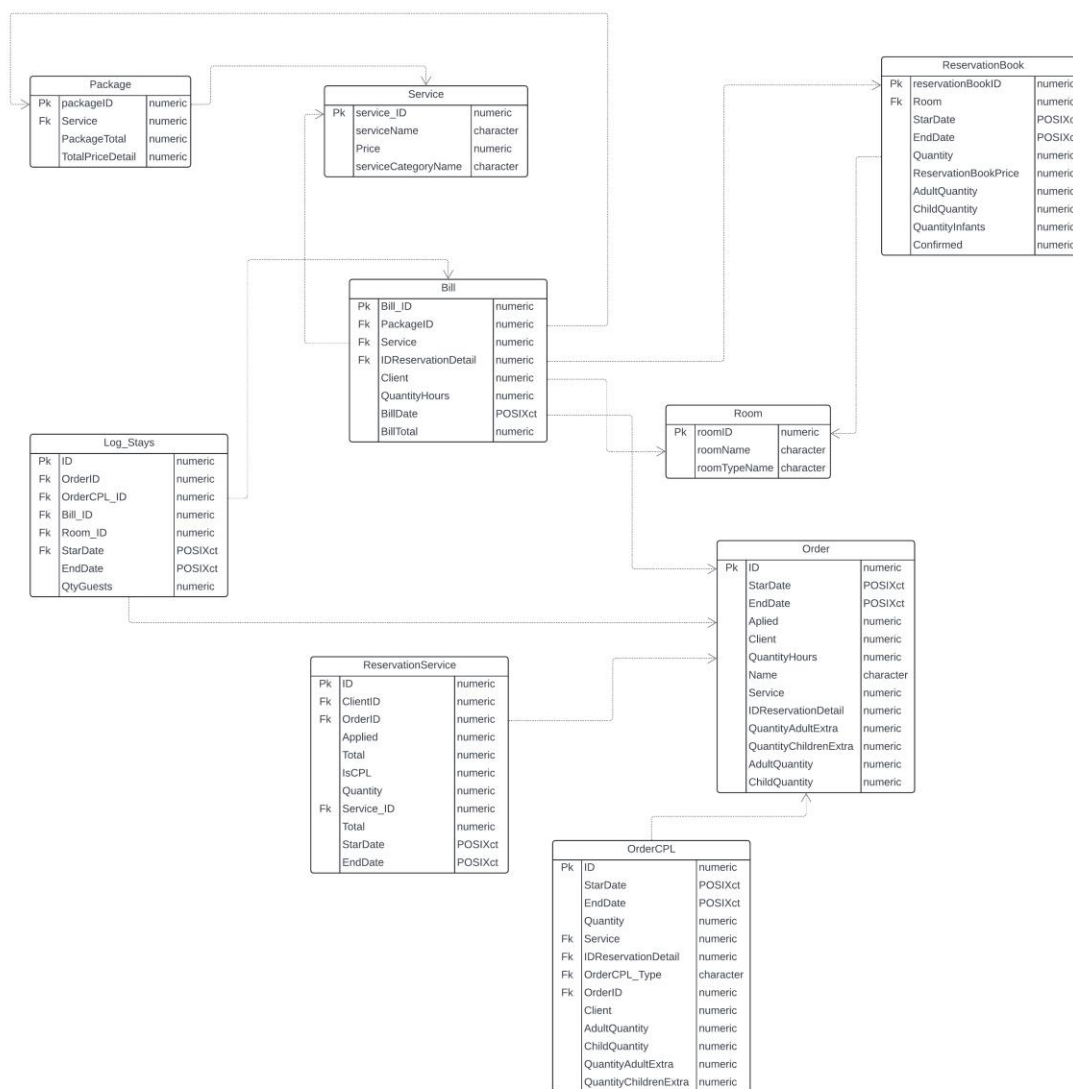 Package
Pk packageID numeric
Fk Service numeric
PackageTotal numeric
TotalPriceDetail numeric
Service
Pk service_ID numeric
serviceName character
Price numeric
serviceCategoryName character
ReservationBook
Pk reservationBookID numeric
Fk Room numeric
StarDate POSIXc
EndDate POSIXc
Quantity numeric
ReservationBookPrice numeric
AdultQuantity numeric
ChildQuantity numeric
QuantityInfants numeric
Confirmed numeric
Bill
Pk Bill_ID numeric
Fk PackageID numeric
Fk Service numeric
Fk IDReservationDetail numeric
Client numeric
QuantityHours numeric
BillDate POSIXct
BillTotal numeric
Room
Pk roomID numeric
roomName character
roomTypeName character
Log_Stays
Pk ID numeric
Fk OrderID numeric
Fk OrderCPL_ID numeric
Fk Bill_ID numeric
Fk Room_ID numeric
Fk StarDate POSIXct
EndDate POSIXct
QtyGuests numeric
Order
Pk ID numeric
StarDate POSIXct
EndDate POSIXct
Aplied numeric
Client numeric
QuantityHours numeric
Name character
Service numeric
IDReservationDetail numeric
QuantityAdultExtra numeric
QuantityChildrenExtra numeric
AdultQuantity numeric
ChildQuantity numeric
ReservationService
Pk ID numeric
Fk ClientID numeric
Fk OrderID numeric
Applied numeric
Total numeric
IsCPL numeric
Quantity numeric
Fk Service_ID numeric
Total numeric
StarDate POSIXct
EndDate POSIXct
OrderCPL
Pk ID numeric
StarDate POSIXct
EndDate POSIXct
Quantity numeric
Fk Service numeric
Fk IDReservationDetail numeric
Fk OrderCPL_Type character
Fk OrderID numeric
Client numeric
AdultQuantity numeric
ChildQuantity numeric
QuantityAdultExtra numeric
QuantityChildrenExtra numeric